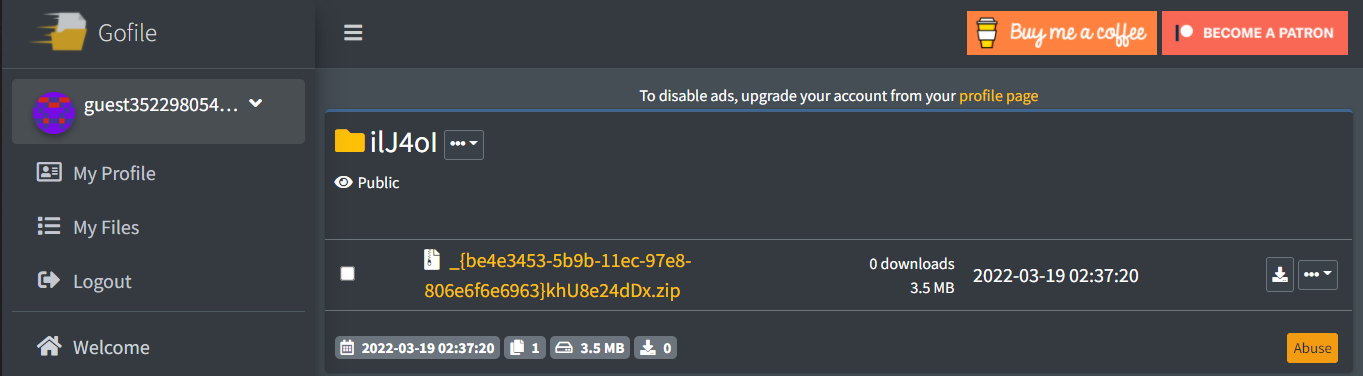 Gofile
Buy me a coffee
BECOME A PATRON
guest352298054...
To disable ads, upgrade your account from your profile page
ilJ4oI
Public
My Profile
My Files
Logout
Welcome
_{be4e3453-5b9b-11ec-97e8-
806e6f6e6963}khU8e24dDx.zip
0 downloads
3.5 MB
2022-03-19 02:37:20
2022-03-19 02:37:20 1 3.5 MB 0
Abuse